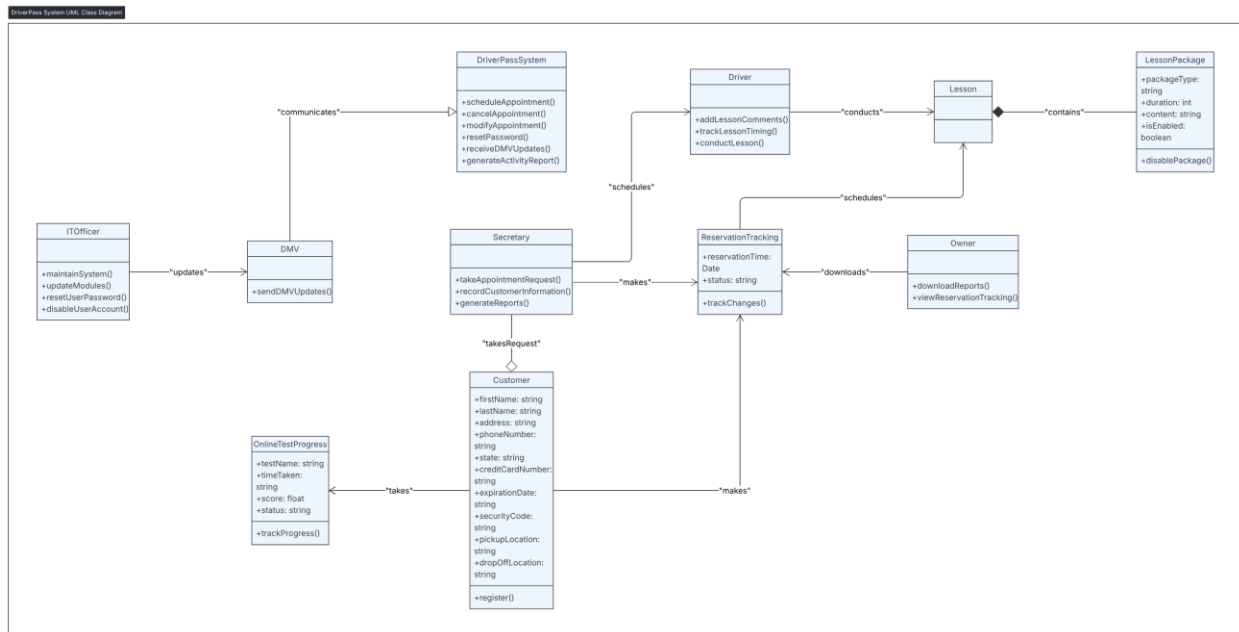 DriverPass System UML Class Diagram
DriverPassSystem
+scheduleAppointment()
+cancelAppointment()
+modifyAppointment()
+resetPassword()
+receiveDMVUpdates()
+generateActivityReport()
"communicates"
Driver
+addLessonComments()
+trackLessonTiming()
+conductLesson()
"conducts"
Lesson
"contains"
LessonPackage
+packageType:
string
+duration: int
+content: string
+isEnabled:
boolean
+disablePackage()
"schedules"
"schedules"
ITOfficer
+maintainSystem()
+updateModules()
+resetUserPassword()
+disableUserAccount()
"updates"
DMV
+sendDMVUpdates()
Secretary
+takeAppointmentRequest()
+recordCustomerInformation()
+generateReports()
"makes"
ReservationTracking
+reservationTime:
Date
+status: string
+trackChanges()
"downloads"
Owner
+downloadReports()
+viewReservationTracking()
"takesRequest"
Customer
+firstName: string
+lastName: string
+address: string
+phoneNumber:
string
+state: string
+creditCardNumber:
string
+expirationDate:
string
+securityCode:
string
+pickupLocation:
string
+dropOffLocation:
string
+register()
OnlineTestProgress
+testName: string
+timeTaken:
string
+score: float
+status: string
+trackProgress()
"takes"
"makes"